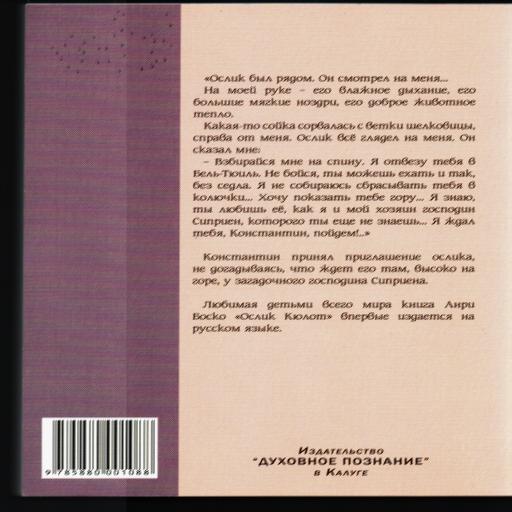 «Ослик был рядом. Он смотрел на меня...
На моей руке – его влажное дыхание, его
большие мягкие ноздри, его доброе животное
тепло.
Какая-то сойка сорвалась с ветки шелковицы,
справа от меня. Ослик всё глядел на меня. Он
сказал мне:
– Взбирайся мне на спину. Я отвезу тебя в
Бель-Тюиль. Не бойся, ты можешь ехать и так,
без седла. Я не собираюсь сбрасывать тебя в
колючки... Хочу показать тебе гору... Я знаю,
ты любишь её, как я и мой хозяин господин
Сиприен, которого ты еще не знаешь... Я ждал
тебя, Константин, пойдем!..»
Константин принял приглашение ослика,
не догадываясь, что ждет его там, высоко на
горе, у загадочного господина Сиприена.
Любимая детьми всего мира книга Анри
Боско «Ослик Кюлот» впервые издается на
русском языке.
9 785880 001088
Издательство
"ДУХОВНОЕ ПОЗНАНИЕ"
в Калуге